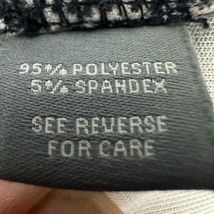 95% POLYESTER
5% SPANDEX
SEE REVERSE
FOR CARE